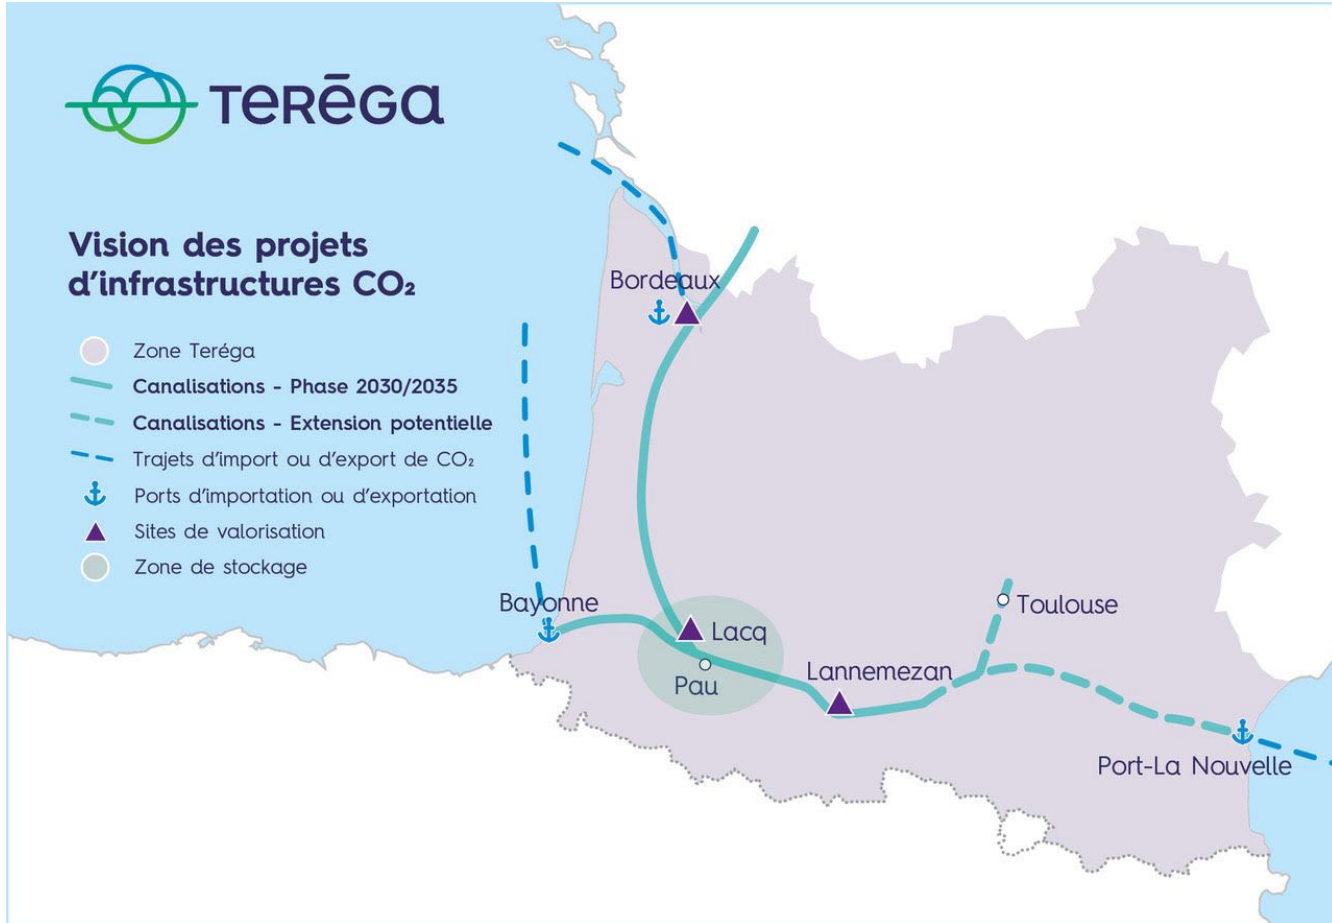 TERĒGA
Vision des projets
d'infrastructures CO₂
Zone Teréga
Canalisations - Phase 2030/2035
Canalisations - Extension potentielle
Trajets d'import ou d'export de CO₂
Ports d'importation ou d'exportation
Sites de valorisation
Zone de stockage
Bordeaux
Bayonne
Lacq
Pau
Lannemezan
Toulouse
Port-La Nouvelle